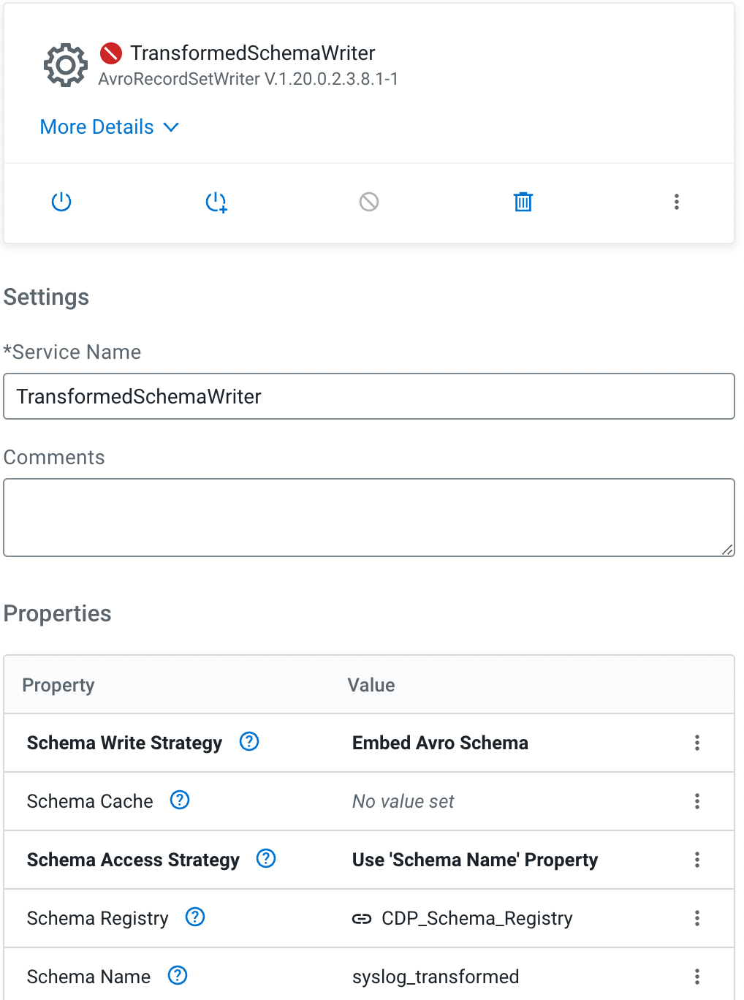 TransformedSchemaWriter
AvroRecordSetWriter V.1.20.0.2.3.8.1-1
More Details
Settings
*Service Name
TransformedSchemaWriter
Comments
Properties
Property Value
Schema Write Strategy ? Embed Avro Schema
Schema Cache ? No value set
Schema Access Strategy ? Use 'Schema Name' Property
Schema Registry ? CDP_Schema_Registry
Schema Name ? syslog_transformed